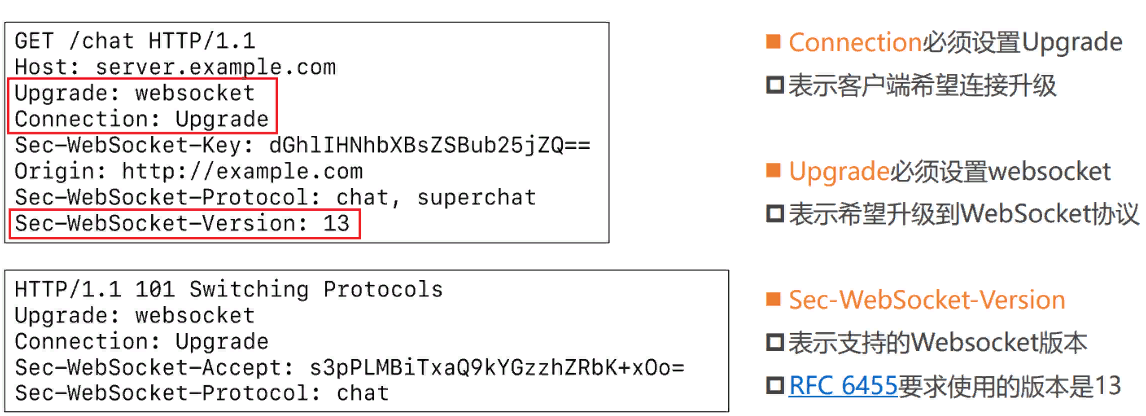 GET /chat HTTP/1.1
Host: server.example.com
Upgrade: websocket
Connection: Upgrade
Sec-WebSocket-Key: dGhlIHNhbXBsZSBub25jZQ==
Origin: http://example.com
Sec-WebSocket-Protocol: chat, superchat
Sec-WebSocket-Version: 13
HTTP/1.1 101 Switching Protocols
Upgrade: websocket
Connection: Upgrade
Sec-WebSocket-Accept: s3pPLMBiTxaQ9kYGzzhZRbK+xOo=
Sec-WebSocket-Protocol: chat
Connection必须设置Upgrade
表示客户端希望连接升级
Upgrade必须设置websocket
表示希望升级到WebSocket协议
Sec-WebSocket-Version
表示支持的Websocket版本
RFC 6455要求使用的版本是13